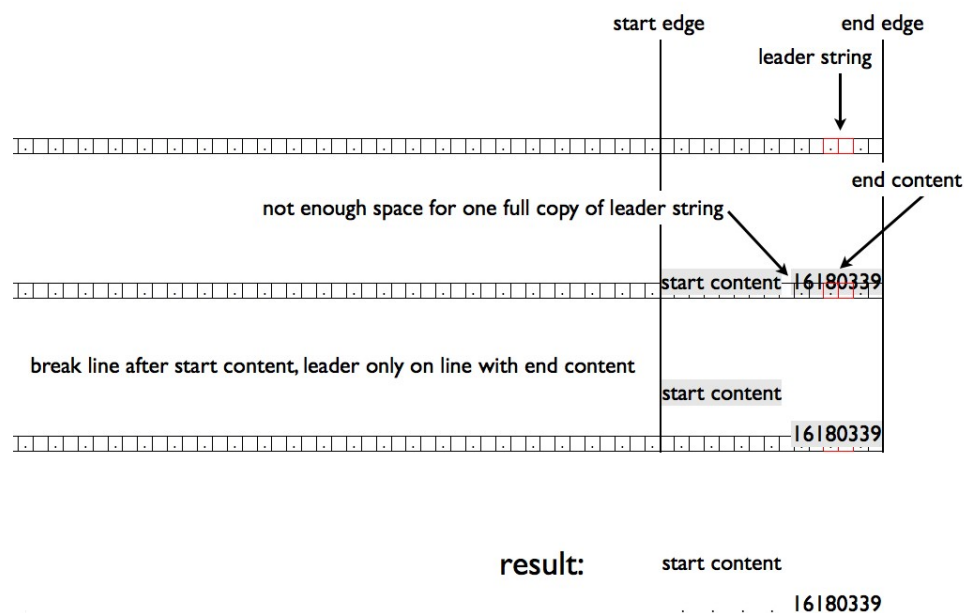 start edge
end edge
leader string
end content
not enough space for one full copy of leader string
start content 16180339
break line after start content, leader only on line with end content
start content
16180339
result:
start content
16180339